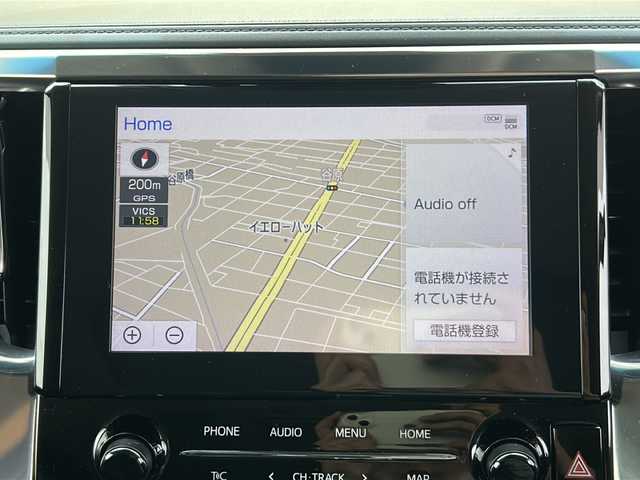 Home
DCM
DCM
200m
GPS
VICS
11:58
谷原橋
谷原
イエローハット
Audio off
電話機が接続さ
れていません
電話機登録
PHONE
AUDIO
MENU
HOME
CH·TRACK
MAP